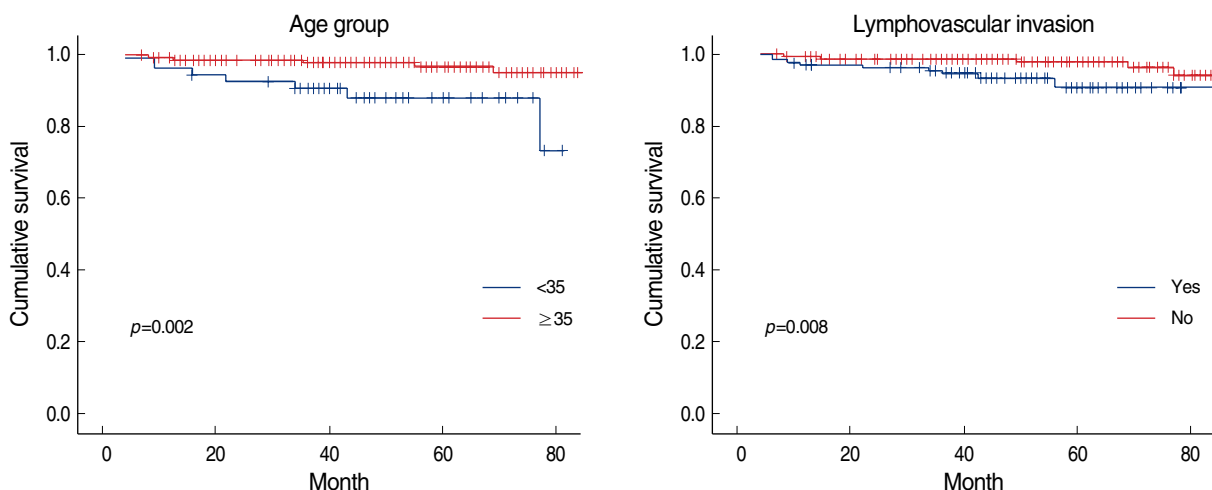 Age group
1.0
0.8
0.6
0.4
0.2
0.0
Cumulative survival
<35
≥35
p=0.002
0 20 40 60 80
Month
Lymphovascular invasion
1.0
0.8
0.6
0.4
0.2
0.0
Cumulative survival
Yes
No
p=0.008
0 20 40 60 80
Month